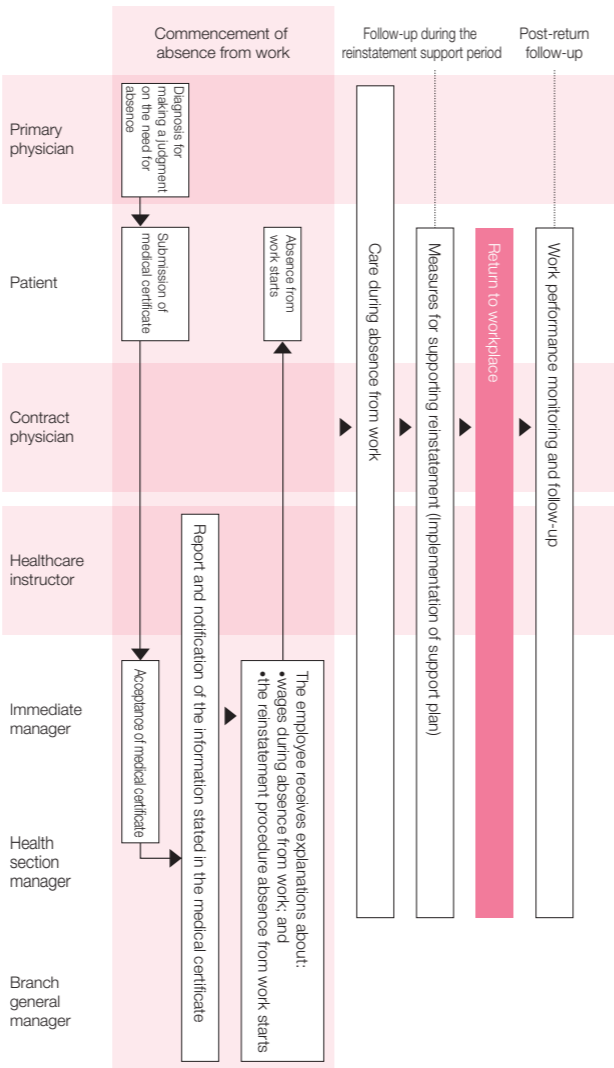 Commencement of
absence from work
Follow-up during the
reinstatement support period
Post-return
follow-up
Primary
physician
Patient
Contract
physician
Healthcare
instructor
Immediate
manager
Health
section
manager
Branch
general
manager
Diagnosis for
making a judgment
on the need for
absence
Submission of
medical certificate
Acceptance of medical certificate
Report and notification of the information stated in the medical certificate
The employee receives explanations about:
•wages during absence from work; and
•the reinstatement procedure absence from work starts
Absence from
work starts
Care during absence from work
Measures for supporting reinstatement (Implementation of support plan)
Return to workplace
Work performance monitoring and follow-up